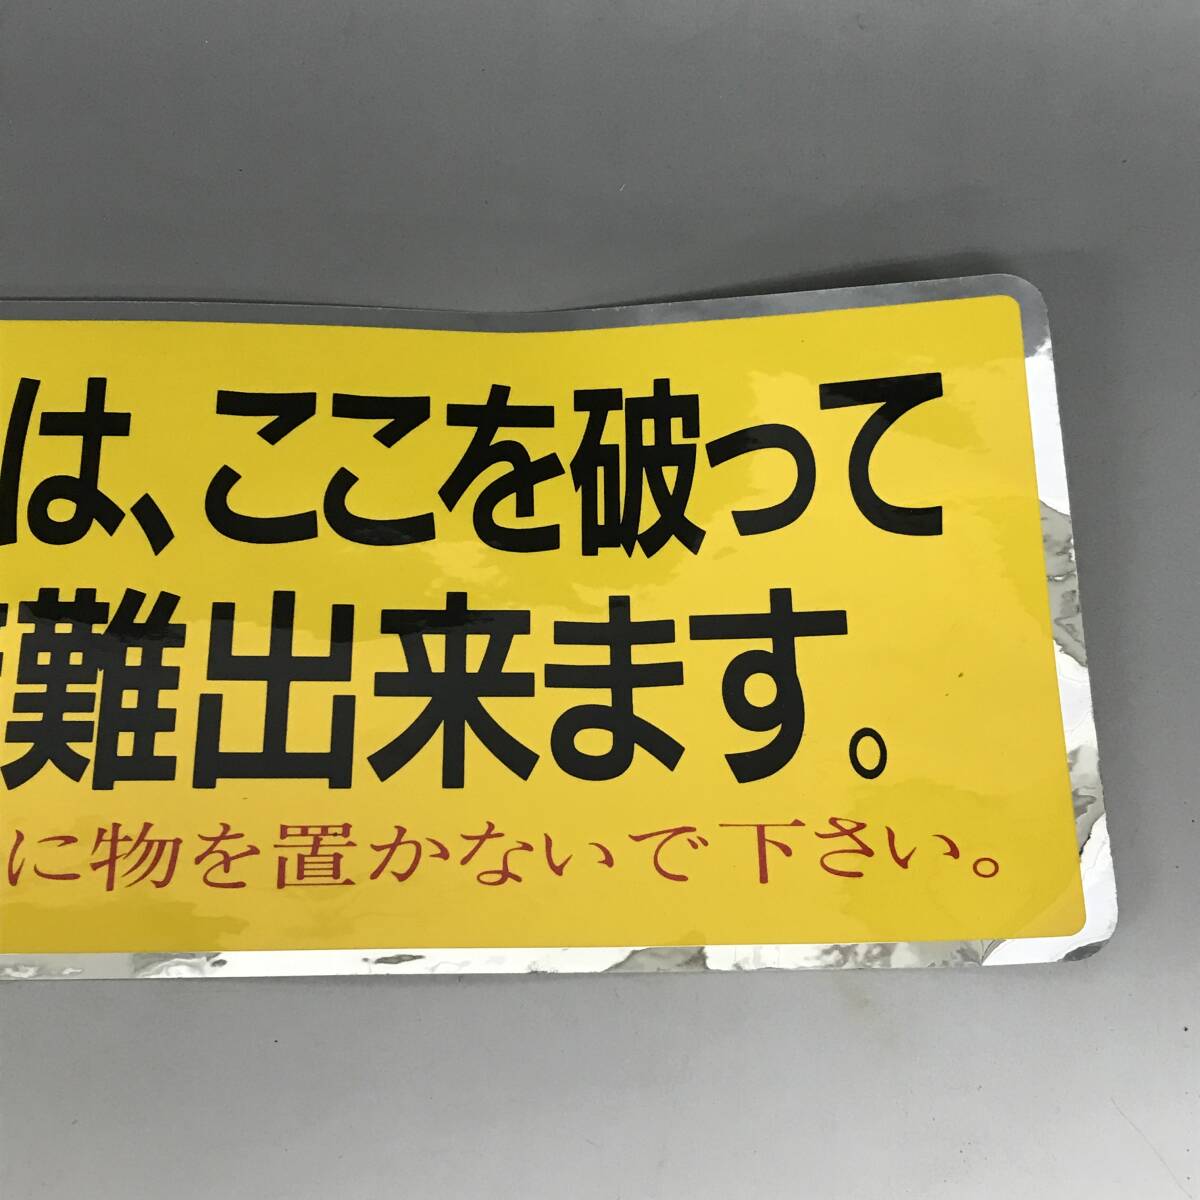 は、ここを破って
難出来ます。
に物を置かないで下さい。